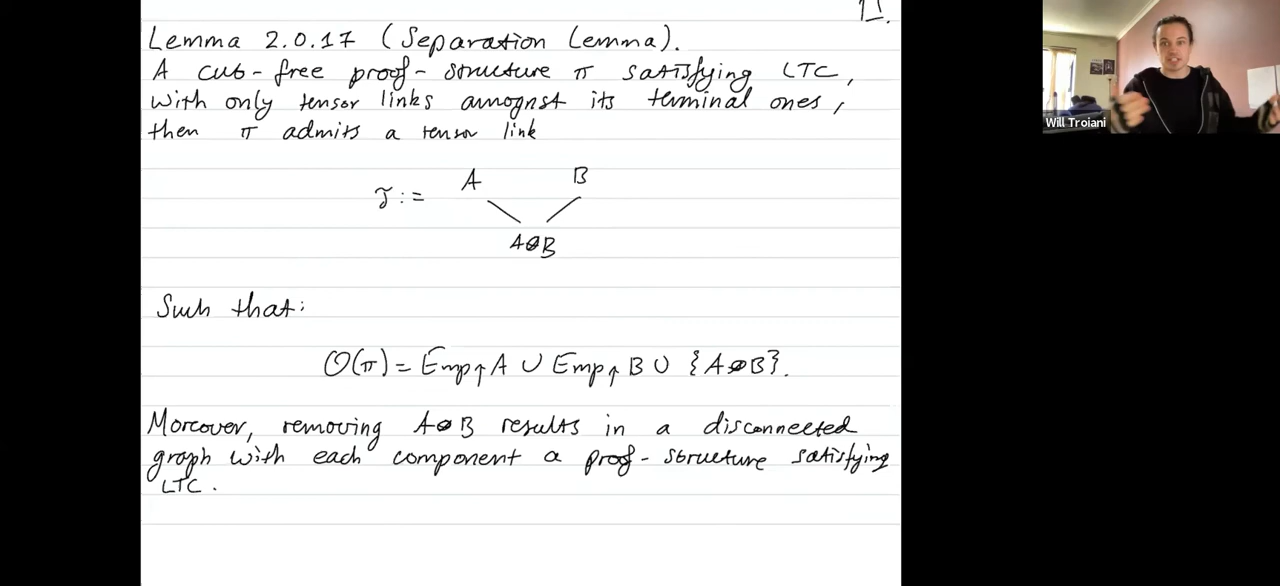 Lemma 2.0.17 (Separation Lemma).
A cut-free proof-structure π satisfying LTC,
with only tensor links amognst its terminal ones,
then π admits a tensor link
τ := A B
A⊗B
Such that:
O(π) = Emp↑A ∪ Emp↑B ∪ {A⊗B}.
Moreover, removing A⊗B results in a disconnected
graph with each component a proof-structure satisfying
LTC.
Will Troiani